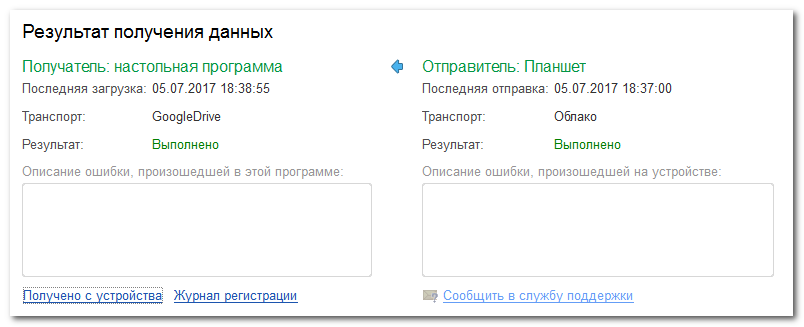 Результат получения данных
Получатель: настольная программа
Последняя загрузка: 05.07.2017 18:38:55
Транспорт: GoogleDrive
Результат: Выполнено
Описание ошибки, произошедшей в этой программе:
Получено с устройства Журнал регистрации
Отправитель: Планшет
Последняя отправка: 05.07.2017 18:37:00
Транспорт: Облако
Результат: Выполнено
Описание ошибки, произошедшей на устройстве:
Сообщить в службу поддержки